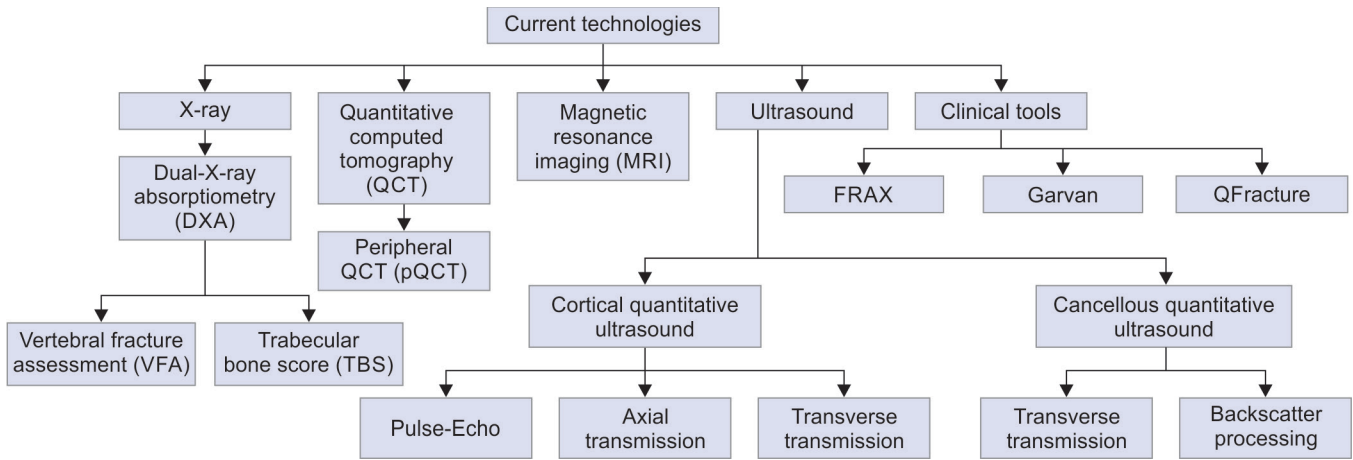 Current technologies
X-ray
Quantitative
computed
tomography
(QCT)
Magnetic
resonance
imaging (MRI)
Ultrasound
Clinical tools
Dual-X-ray
absorptiometry
(DXA)
FRAX
Garvan
QFracture
Peripheral
QCT (pQCT)
Cortical quantitative
ultrasound
Cancellous quantitative
ultrasound
Vertebral fracture
assessment (VFA)
Trabecular
bone score (TBS)
Pulse-Echo
Axial
transmission
Transverse
transmission
Transverse
transmission
Backscatter
processing